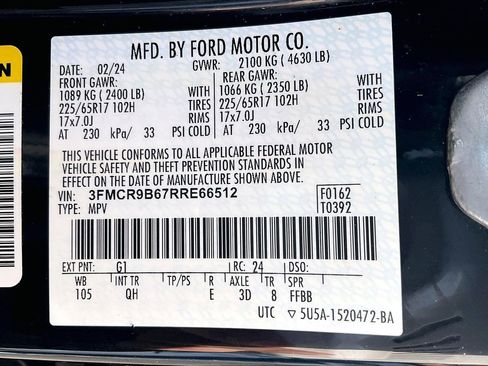 MFD. BY FORD MOTOR CO.
DATE: 02/24 GVWR: 2100 KG ( 4630 LB)
FRONT GAWR: REAR GAWR:
1089 KG ( 2400 LB) 1066 KG ( 2350 LB)
225/65R17 102H TIRES 225/65R17 102H TIRES
17x7.0J RIMS 17x7.0J RIMS
AT 230 kPa/ 33 PSI COLD AT 230 kPa/ 33 PSI COLD
THIS VEHICLE CONFORMS TO ALL APPLICABLE FEDERAL MOTOR
VEHICLE SAFETY AND THEFT PREVENTION STANDARDS IN
EFFECT ON THE DATE OF MANUFACTURE SHOWN ABOVE.
VIN: 3FMCR9B67RRE66512 F0162
TYPE: MPV T0392
EXT PNT: G1 RC: 24 DSO:
WB INT TR TP/PS R AXLE TR SPR
105 QH E 3D 8 FFBB
UTC ▽ 5U5A-1520472-BA